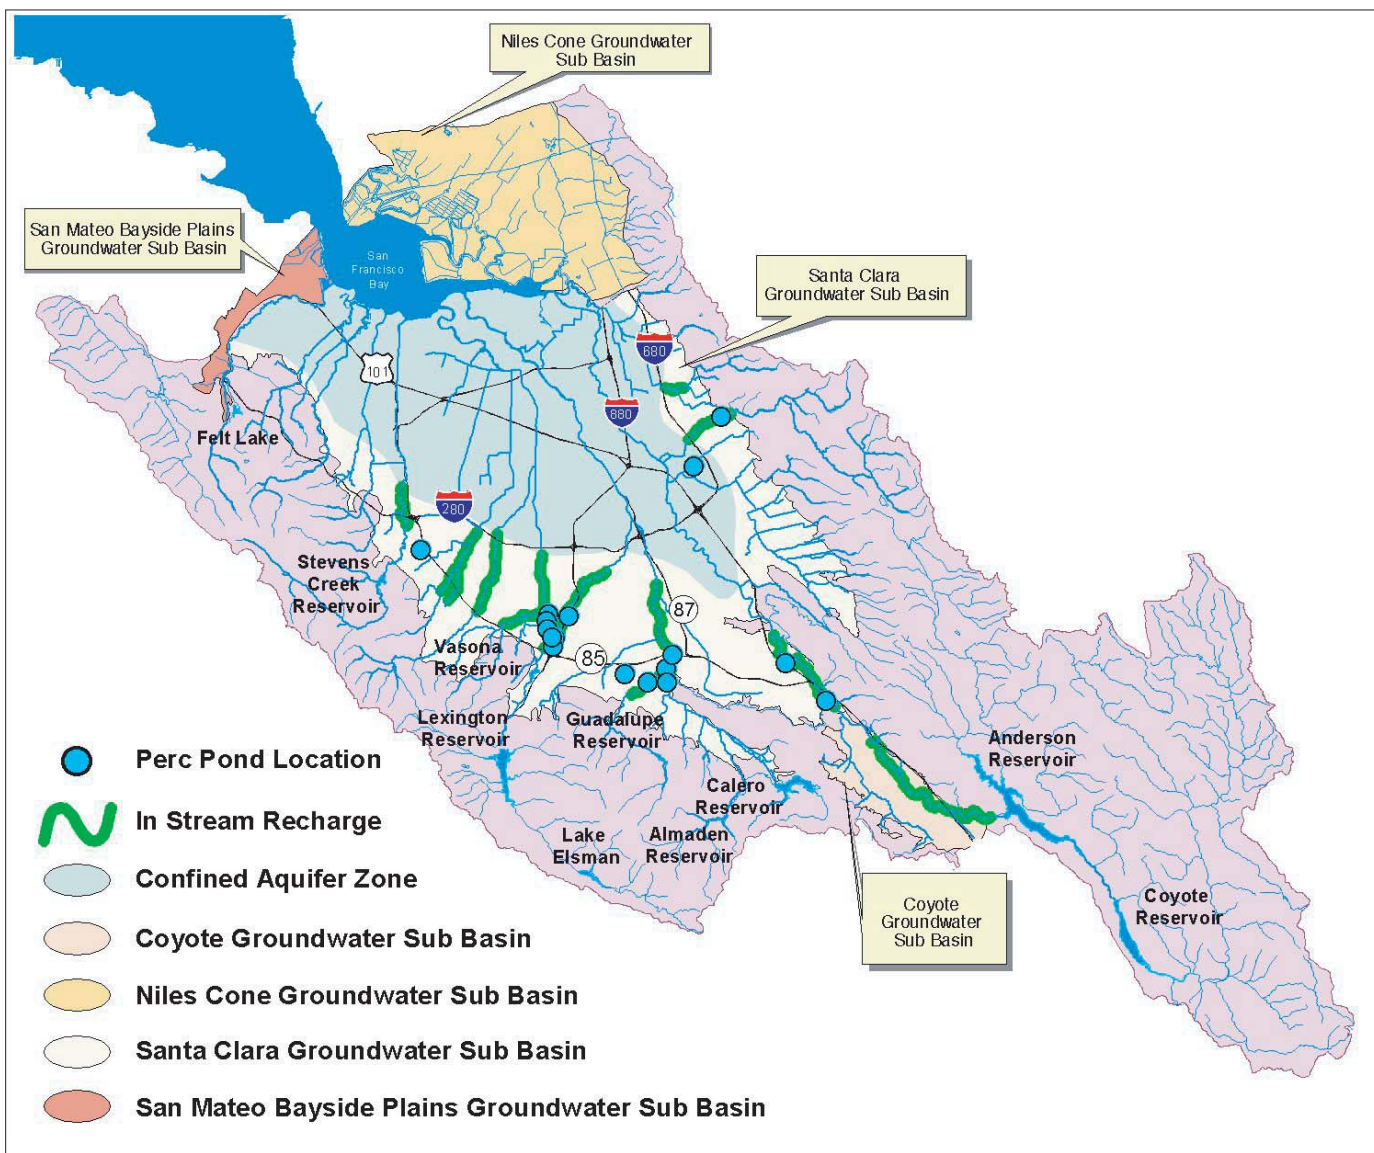 Niles Cone Groundwater
Sub Basin
San Mateo Bayside Plains
Groundwater Sub Basin
San
Francisco
Bay
Santa Clara
Groundwater Sub Basin
680
101
880
Felt Lake
280
Stevens
Creek
Reservoir
87
Vasona
Reservoir
85
Lexington
Reservoir
Guadalupe
Reservoir
Anderson
Reservoir
Calero
Reservoir
Lake
Elsman
Almaden
Reservoir
Coyote
Reservoir
Coyote
Groundwater
Sub Basin
Perc Pond Location
In Stream Recharge
Confined Aquifer Zone
Coyote Groundwater Sub Basin
Niles Cone Groundwater Sub Basin
Santa Clara Groundwater Sub Basin
San Mateo Bayside Plains Groundwater Sub Basin